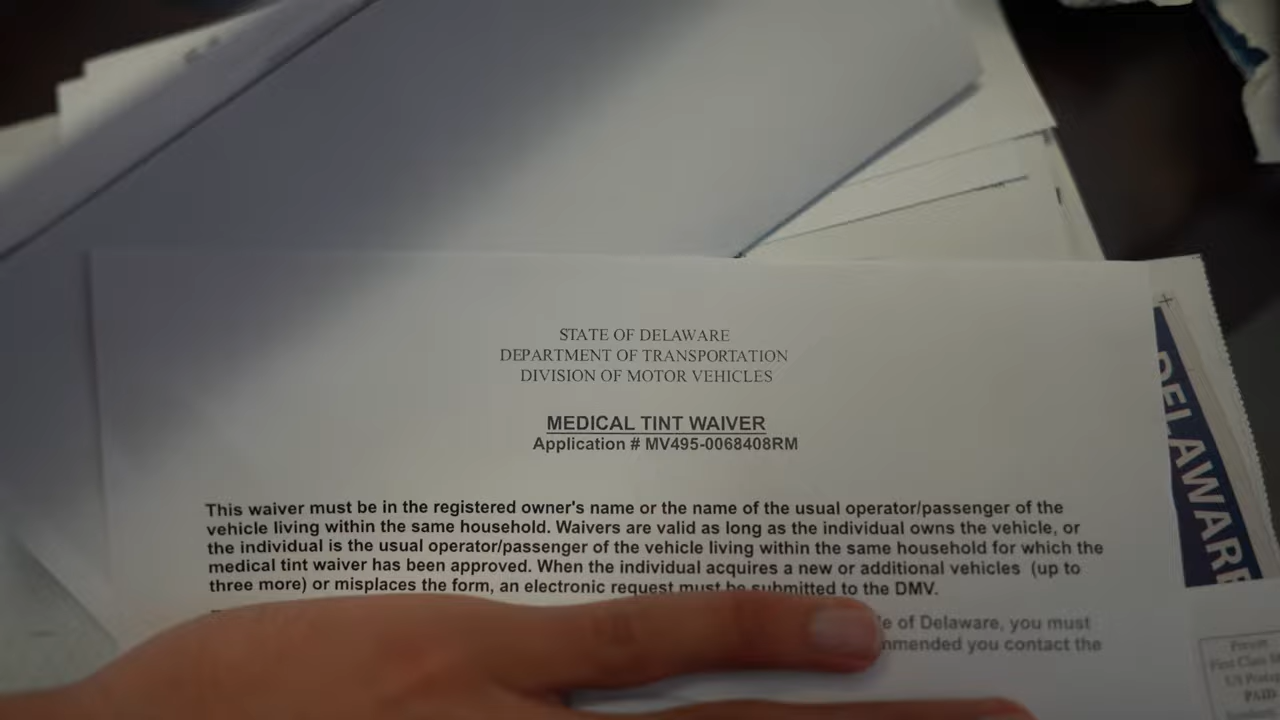 STATE OF DELAWARE
DEPARTMENT OF TRANSPORTATION
DIVISION OF MOTOR VEHICLES
MEDICAL TINT WAIVER
Application # MV495-0068408RM
This waiver must be in the registered owner's name or the name of the usual operator/passenger of the
vehicle living within the same household. Waivers are valid as long as the individual owns the vehicle, or
the individual is the usual operator/passenger of the vehicle living within the same household for which the
medical tint waiver has been approved. When the individual acquires a new or additional vehicles (up to
three more) or misplaces the form, an electronic request must be submitted to the DMV.
of Delaware, you must
you contact the
DELAWARE
First Class
US
PAID